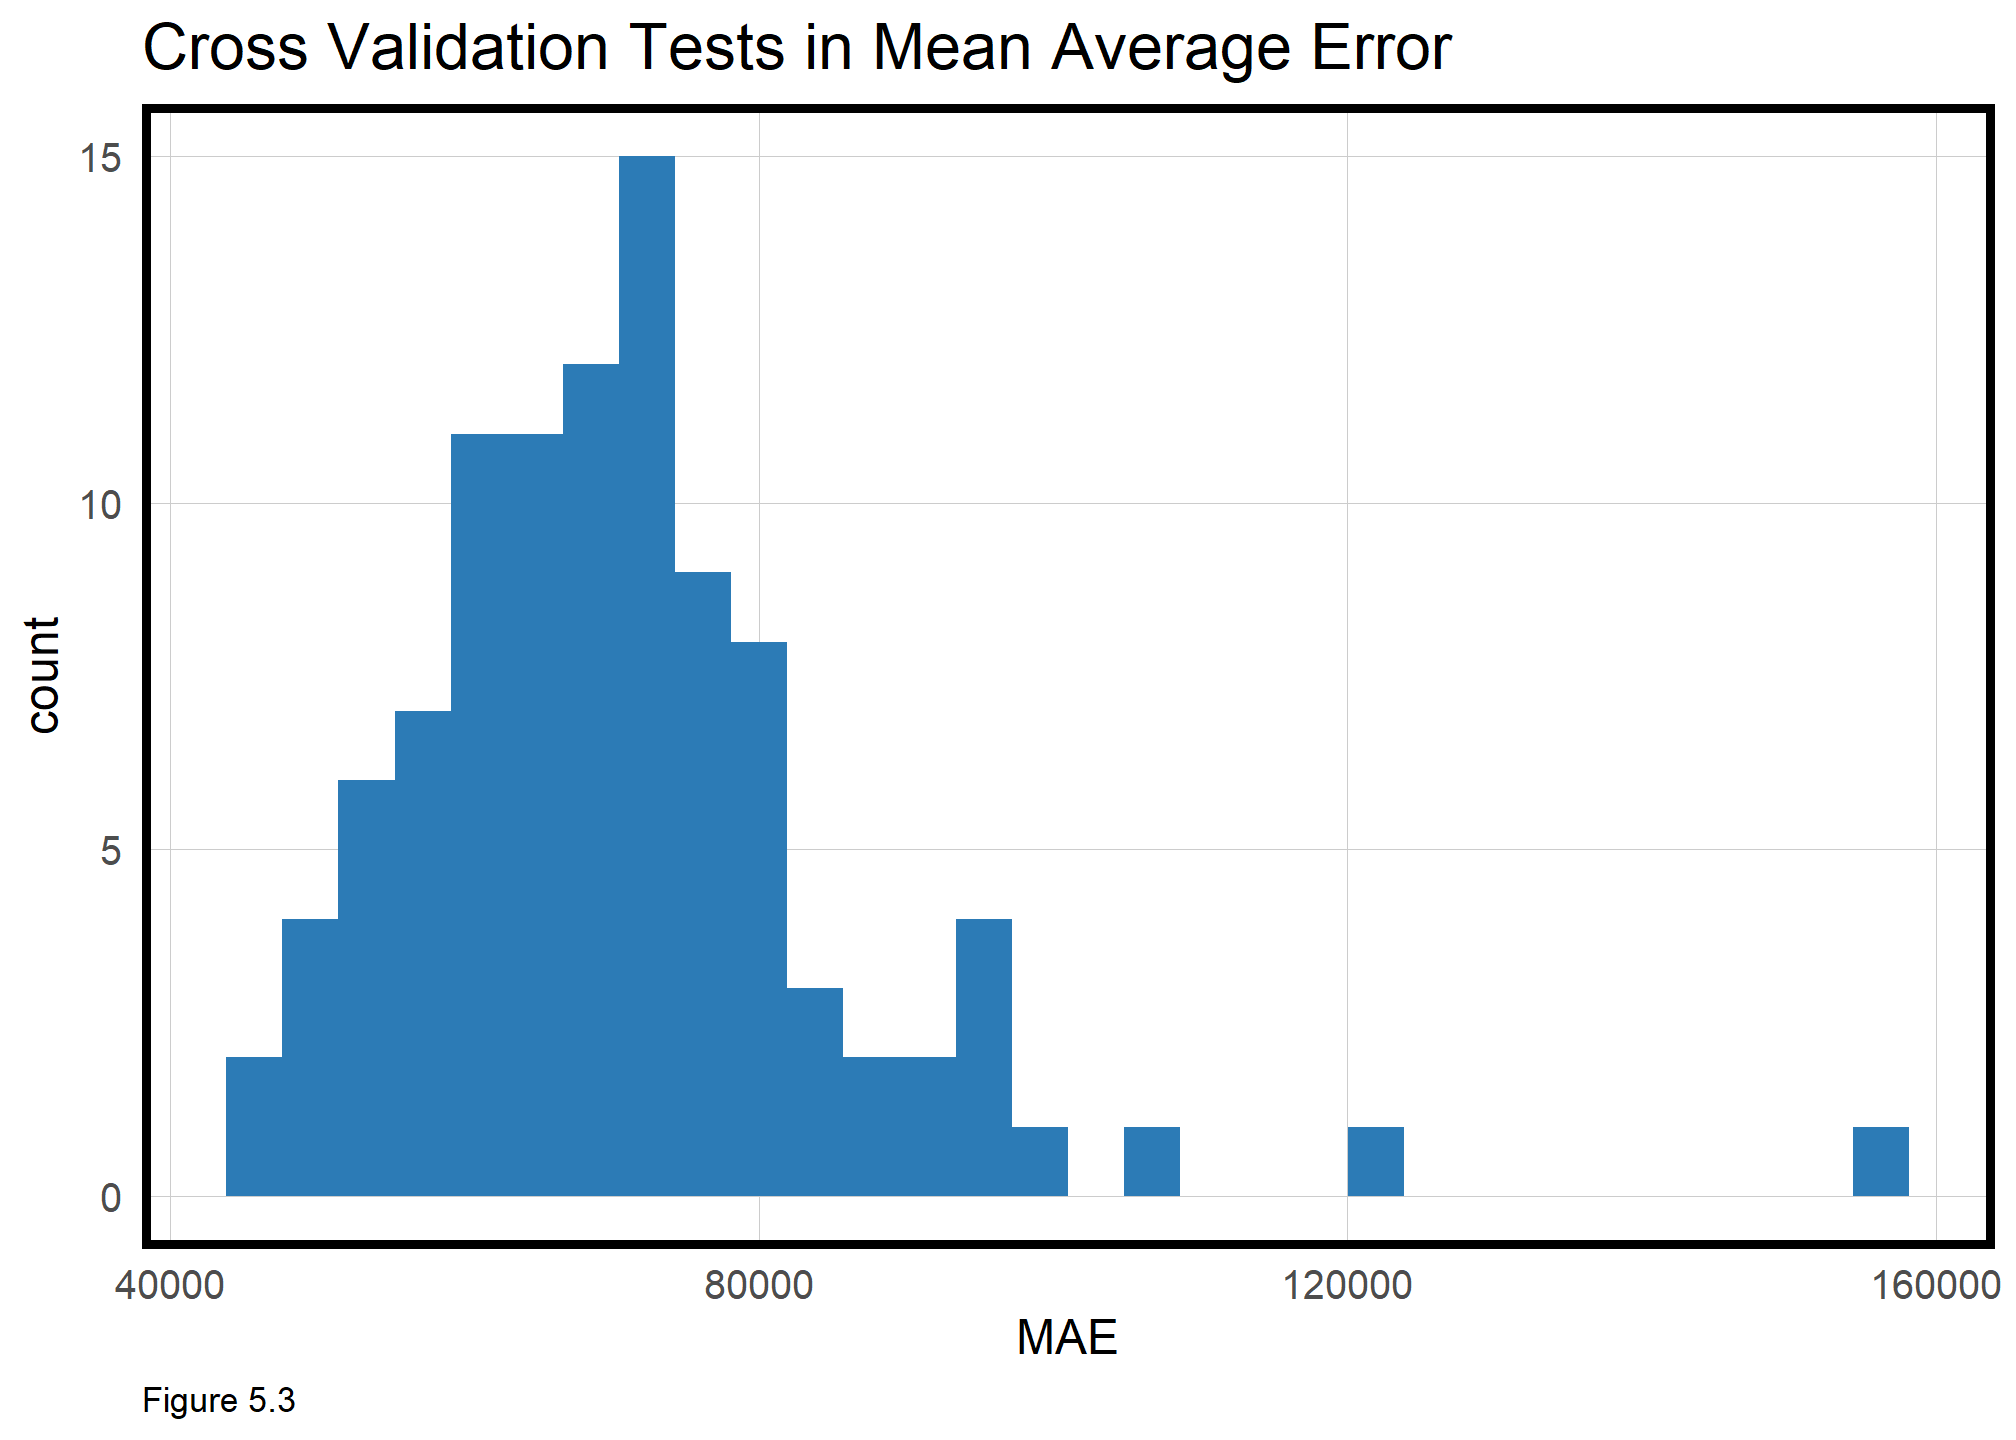 Cross Validation Tests in Mean Average Error
15
10
5
0
count
40000 80000 120000 160000
MAE
Figure 5.3